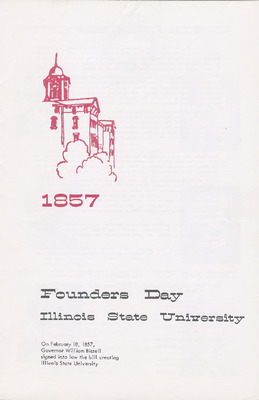 1857
Founders Day
Illinois State University
On February 18, 1857,
Governor William Bissell
signed into law the bill creating
Illinois State University